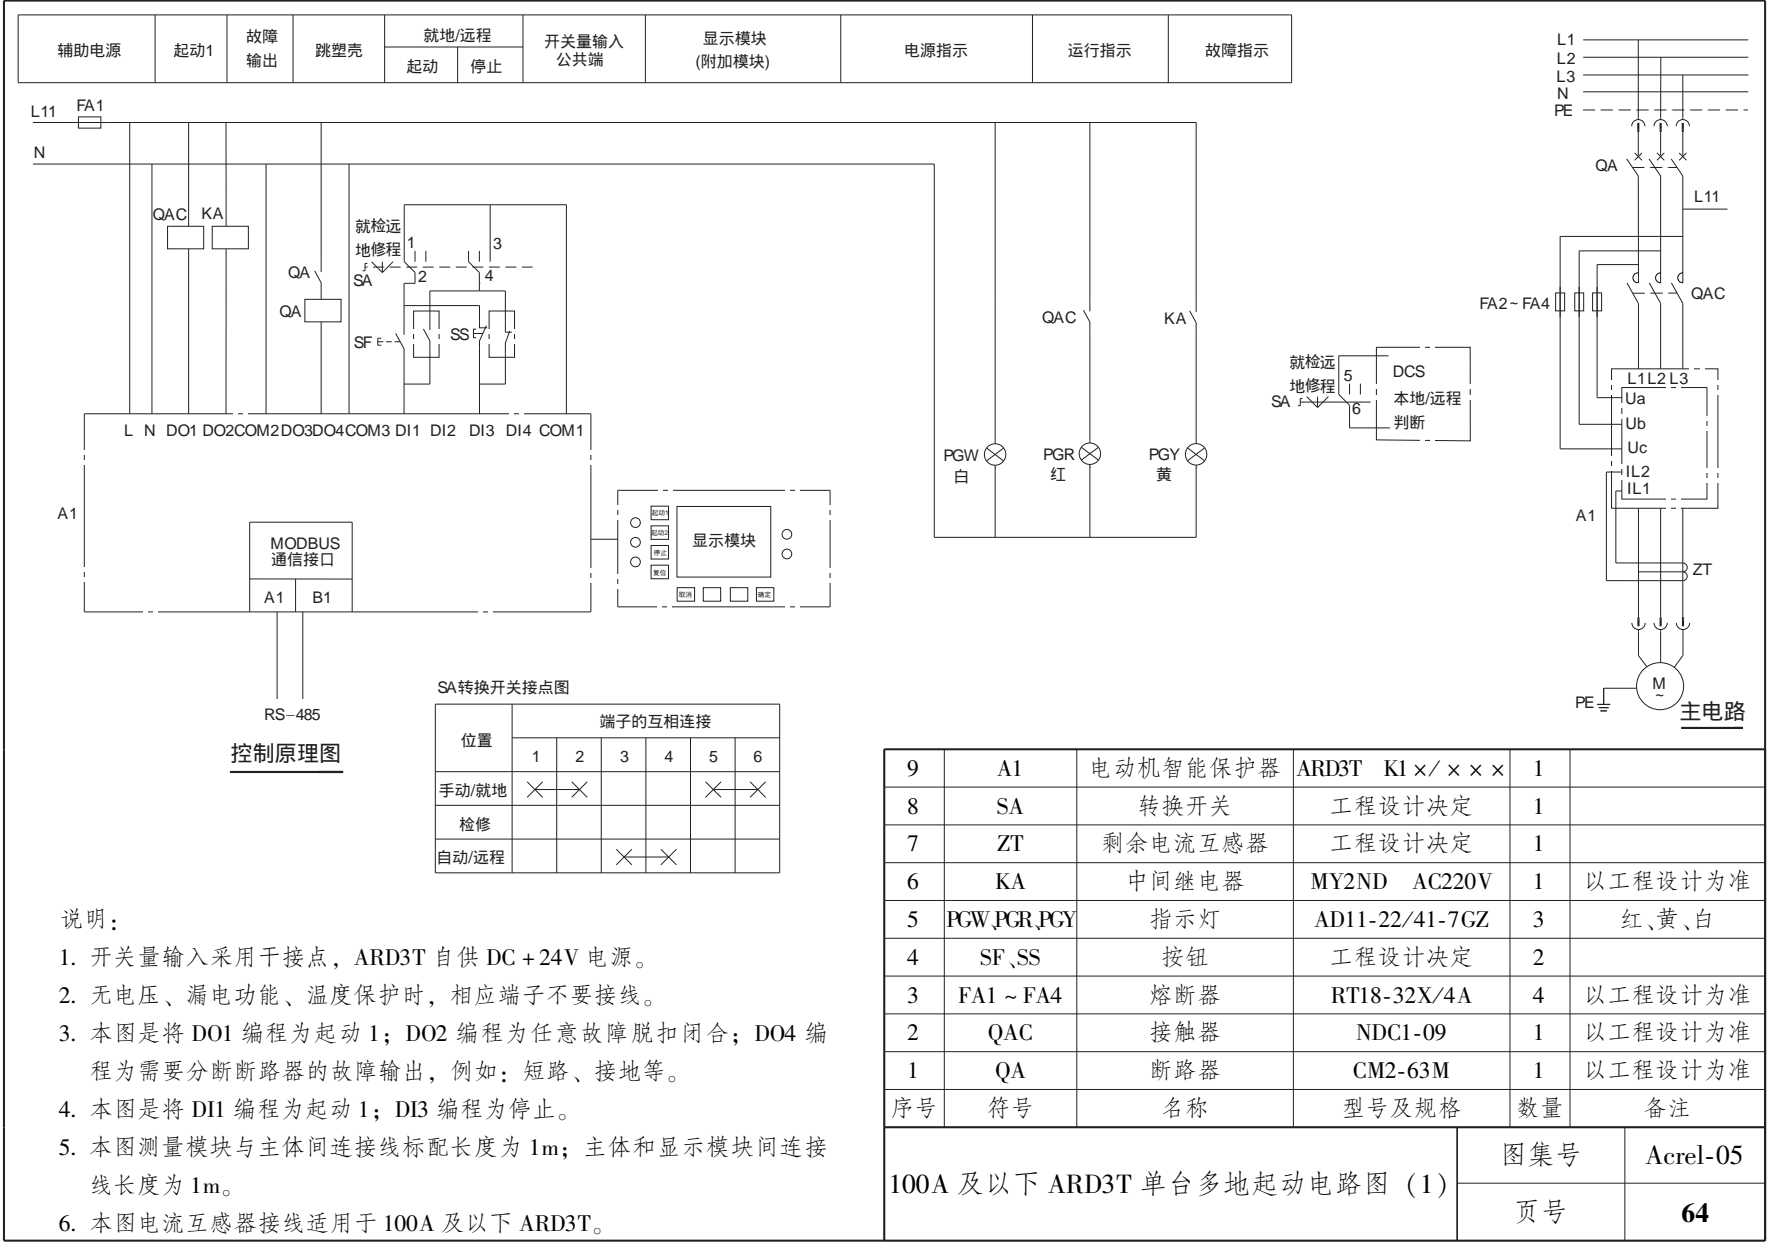 辅助电源 起动1 故障输出 跳塑壳 就地/远程 起动 停止 开关量输入公共端 显示模块(附加模块) 电源指示 运行指示 故障指示
L1
L2
L3
N
PE
L11 FA1
N
QA
L11
QAC KA
就检远
地修程
SA
1 3
2 4
QA
QA
SF
SS
QAC
KA
FA2~FA4
QAC
就检远
地修程
SA
5
6
DCS
本地/远程
判断
L1 L2 L3
Ua
Ub
Uc
IL2
IL1
A1
ZT
L N DO1 DO2 COM2 DO3 DO4 COM3 DI1 DI2 DI3 DI4 COM1
PGW
白
PGR
红
PGY
黄
A1
MODBUS
通信接口
A1 B1
RS-485
控制原理图
起动1
起动2
停止
复位
显示模块
取消 确定
M
~
PE
主电路
SA转换开关接点图
位置 端子的互相连接
1 2 3 4 5 6
手动/就地 × × × ×
检修
自动/远程 × ×
说明:
1. 开关量输入采用干接点，ARD3T 自供 DC+24V 电源。
2. 无电压、漏电功能、温度保护时，相应端子不要接线。
3. 本图是将 DO1 编程为起动 1；DO2 编程为任意故障脱扣闭合；DO4 编
程为需要分断断路器的故障输出，例如：短路、接地等。
4. 本图是将 DI1 编程为起动 1；DI3 编程为停止。
5. 本图测量模块与主体间连接线标配长度为 1m；主体和显示模块间连接
线长度为 1m。
6. 本图电流互感器接线适用于 100A 及以下 ARD3T。
9 A1 电动机智能保护器 ARD3T K1×/××× 1
8 SA 转换开关 工程设计决定 1
7 ZT 剩余电流互感器 工程设计决定 1
6 KA 中间继电器 MY2ND AC220V 1 以工程设计为准
5 PGW、PGR、PGY 指示灯 AD11-22/41-7GZ 3 红、黄、白
4 SF、SS 按钮 工程设计决定 2
3 FA1~FA4 熔断器 RT18-32X/4A 4 以工程设计为准
2 QAC 接触器 NDC1-09 1 以工程设计为准
1 QA 断路器 CM2-63M 1 以工程设计为准
序号 符号 名称 型号及规格 数量 备注
100A 及以下 ARD3T 单台多地起动电路图（1）
图集号 Acrel-05
页号 64